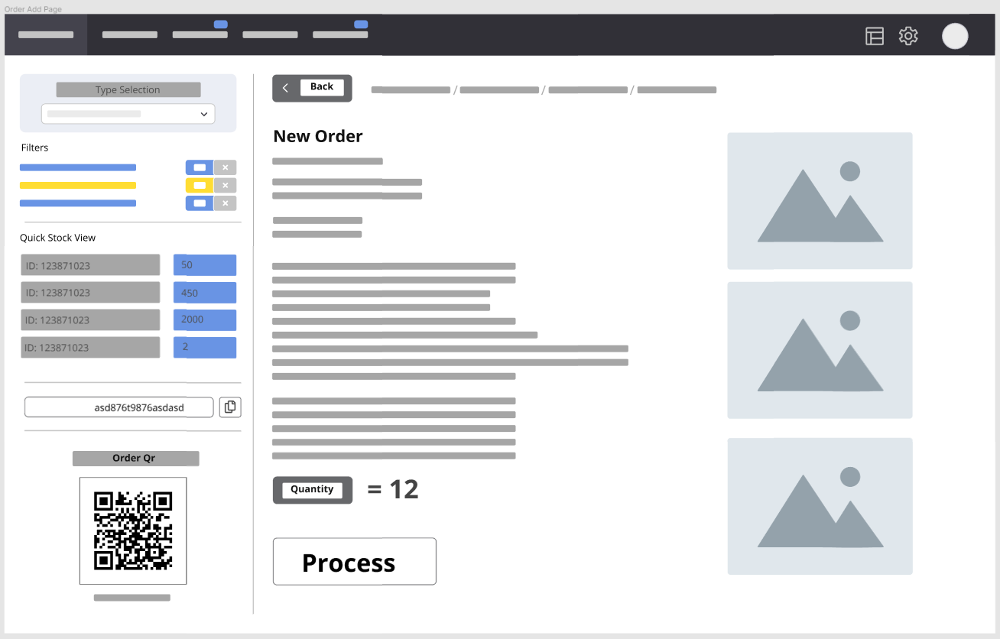 Order Add Page
Type Selection
Filters
Quick Stock View
ID: 123871023 50
ID: 123871023 450
ID: 123871023 2000
ID: 123871023 2
asd876t9876asdasd
Order Qr
Back
/ / /
New Order
Quantity = 12
Process